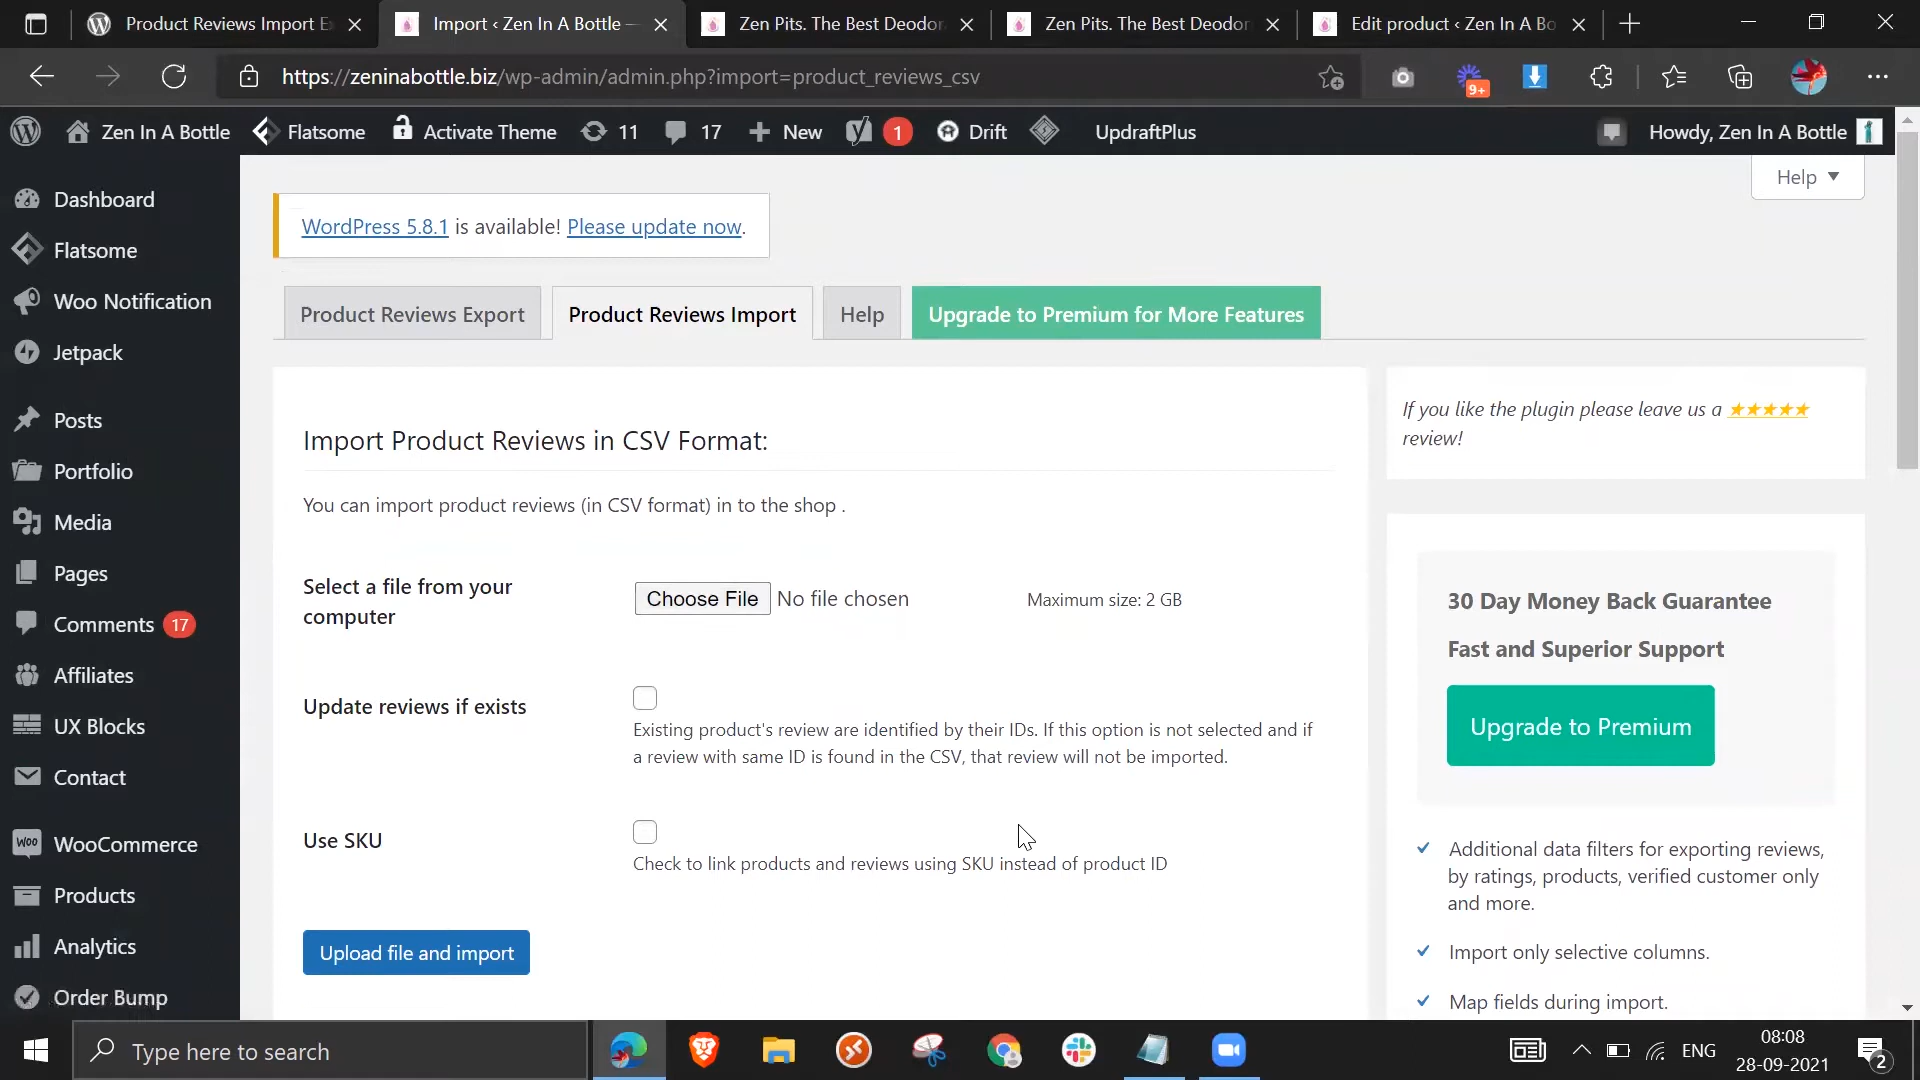 Product Reviews Import E
Import ‹ Zen In A Bottle —
Zen Pits. The Best Deodor
Zen Pits. The Best Deodor
Edit product ‹ Zen In A Bo
https://zeninabottle.biz/wp-admin/admin.php?import=product_reviews_csv
9+
Zen In A Bottle
Flatsome
Activate Theme
11
17
New
1
Drift
UpdraftPlus
Howdy, Zen In A Bottle
Help
Dashboard
Flatsome
Woo Notification
Jetpack
Posts
Portfolio
Media
Pages
Comments 17
Affiliates
UX Blocks
Contact
WooCommerce
Products
Analytics
Order Bump
WordPress 5.8.1 is available! Please update now.
Product Reviews Export
Product Reviews Import
Help
Upgrade to Premium for More Features
Import Product Reviews in CSV Format:
You can import product reviews (in CSV format) in to the shop .
Select a file from your
computer
Choose File No file chosen
Maximum size: 2 GB
Update reviews if exists
Existing product's review are identified by their IDs. If this option is not selected and if
a review with same ID is found in the CSV, that review will not be imported.
Use SKU
Check to link products and reviews using SKU instead of product ID
Upload file and import
If you like the plugin please leave us a ★★★★★
review!
30 Day Money Back Guarantee
Fast and Superior Support
Upgrade to Premium
Additional data filters for exporting reviews,
by ratings, products, verified customer only
and more.
Import only selective columns.
Map fields during import.
Type here to search
ENG
08:08
28-09-2021
2